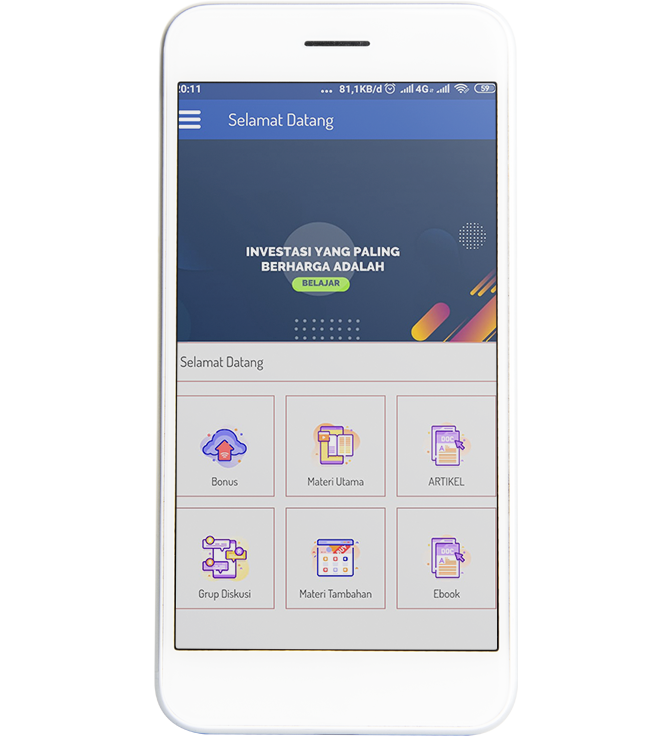 0:11 ... 81,1KB/d 4G 59
Selamat Datang
INVESTASI YANG PALING
BERHARGA ADALAH
BELAJAR
Selamat Datang
Bonus Materi Utama ARTIKEL
Grup Diskusi Materi Tambahan Ebook